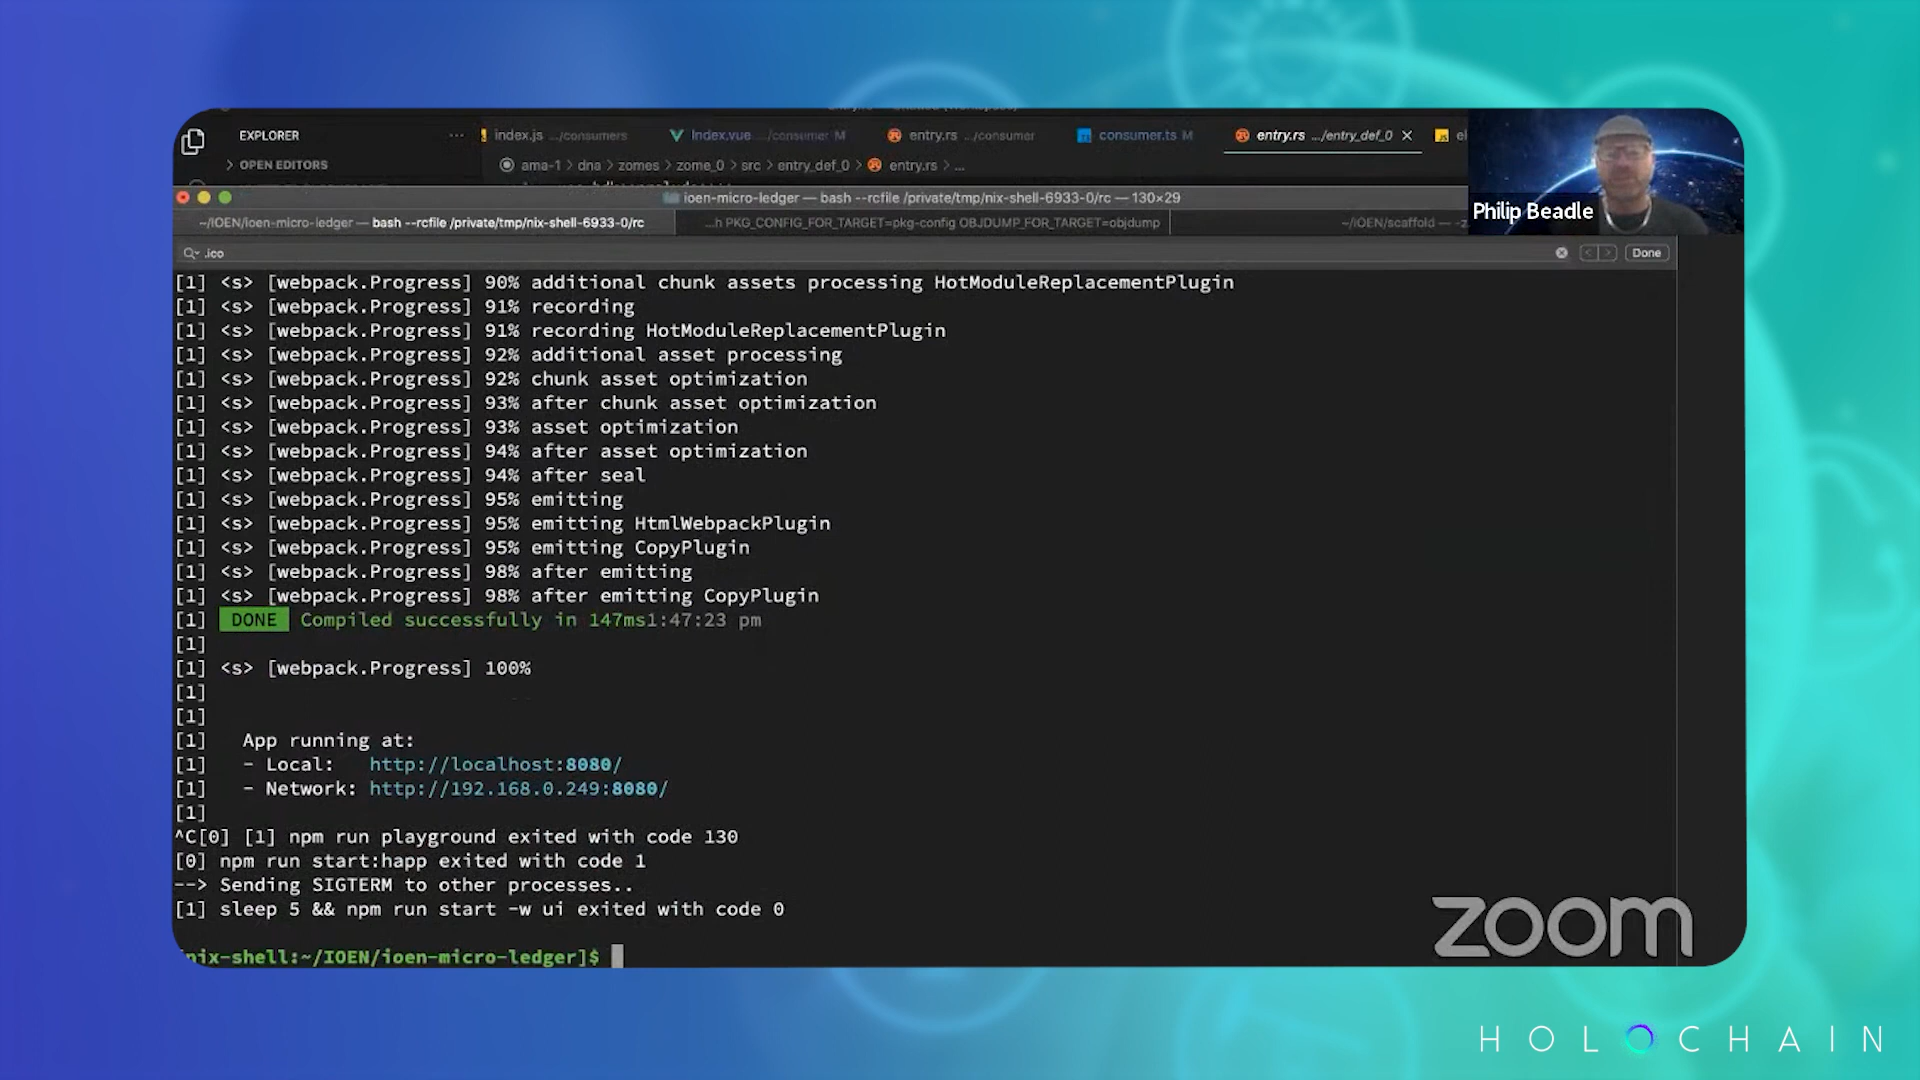 EXPLORER ... index.js .../consumers Index.vue .../consumer M entry.rs .../consumer consumer.ts M entry.rs .../entry_def_0
> OPEN EDITORS ama-1 > dna > zomes > zome_0 > src > entry_def_0 > entry.rs > ...
ioen-micro-ledger — bash --rcfile /private/tmp/nix-shell-6933-0/rc — 130×29
~/IOEN/ioen-micro-ledger — bash --rcfile /private/tmp/nix-shell-6933-0/rc ...h PKG_CONFIG_FOR_TARGET=pkg-config OBJDUMP_FOR_TARGET=objdump ~/IOEN/scaffold —
Philip Beadle
.ico Done
[1] <s> [webpack.Progress] 90% additional chunk assets processing HotModuleReplacementPlugin
[1] <s> [webpack.Progress] 91% recording
[1] <s> [webpack.Progress] 91% recording HotModuleReplacementPlugin
[1] <s> [webpack.Progress] 92% additional asset processing
[1] <s> [webpack.Progress] 92% chunk asset optimization
[1] <s> [webpack.Progress] 93% after chunk asset optimization
[1] <s> [webpack.Progress] 93% asset optimization
[1] <s> [webpack.Progress] 94% after asset optimization
[1] <s> [webpack.Progress] 94% after seal
[1] <s> [webpack.Progress] 95% emitting
[1] <s> [webpack.Progress] 95% emitting HtmlWebpackPlugin
[1] <s> [webpack.Progress] 95% emitting CopyPlugin
[1] <s> [webpack.Progress] 98% after emitting
[1] <s> [webpack.Progress] 98% after emitting CopyPlugin
[1] DONE Compiled successfully in 147ms1:47:23 pm
[1]
[1] <s> [webpack.Progress] 100%
[1]
[1]
[1] App running at:
[1] - Local: http://localhost:8080/
[1] - Network: http://192.168.0.249:8080/
[1]
^C[0] [1] npm run playground exited with code 130
[0] npm run start:happ exited with code 1
--> Sending SIGTERM to other processes..
[1] sleep 5 && npm run start -w ui exited with code 0
nix-shell:~/IOEN/ioen-micro-ledger]$
zoom
HOLOCHAIN